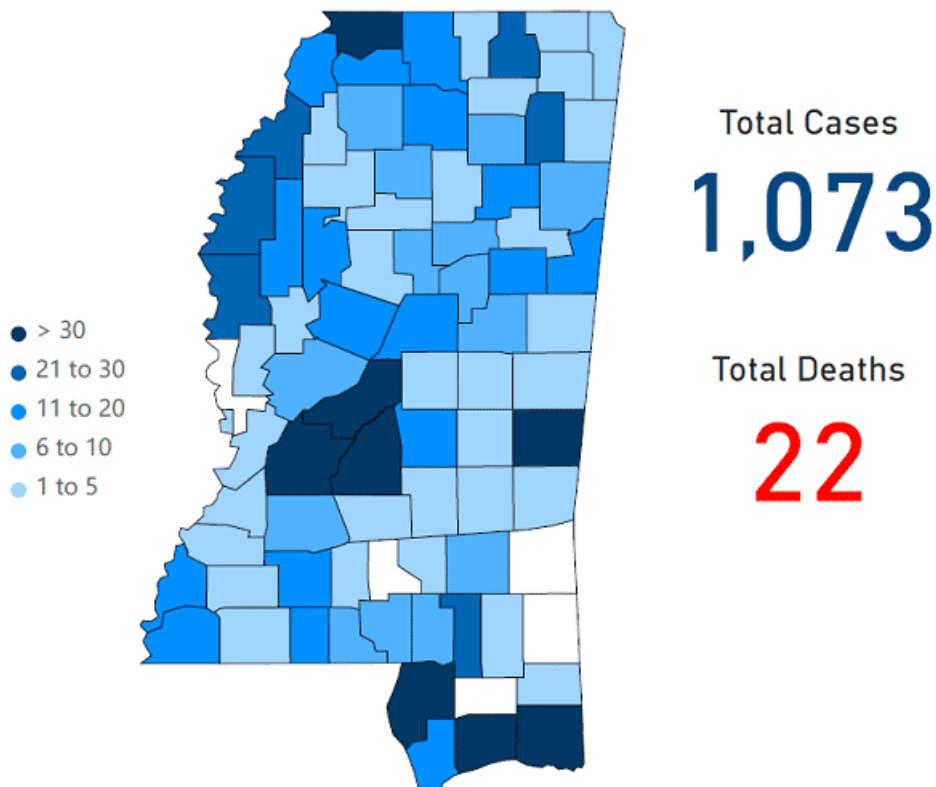 Total Cases
1,073
> 30
21 to 30
11 to 20
6 to 10
1 to 5
Total Deaths
22